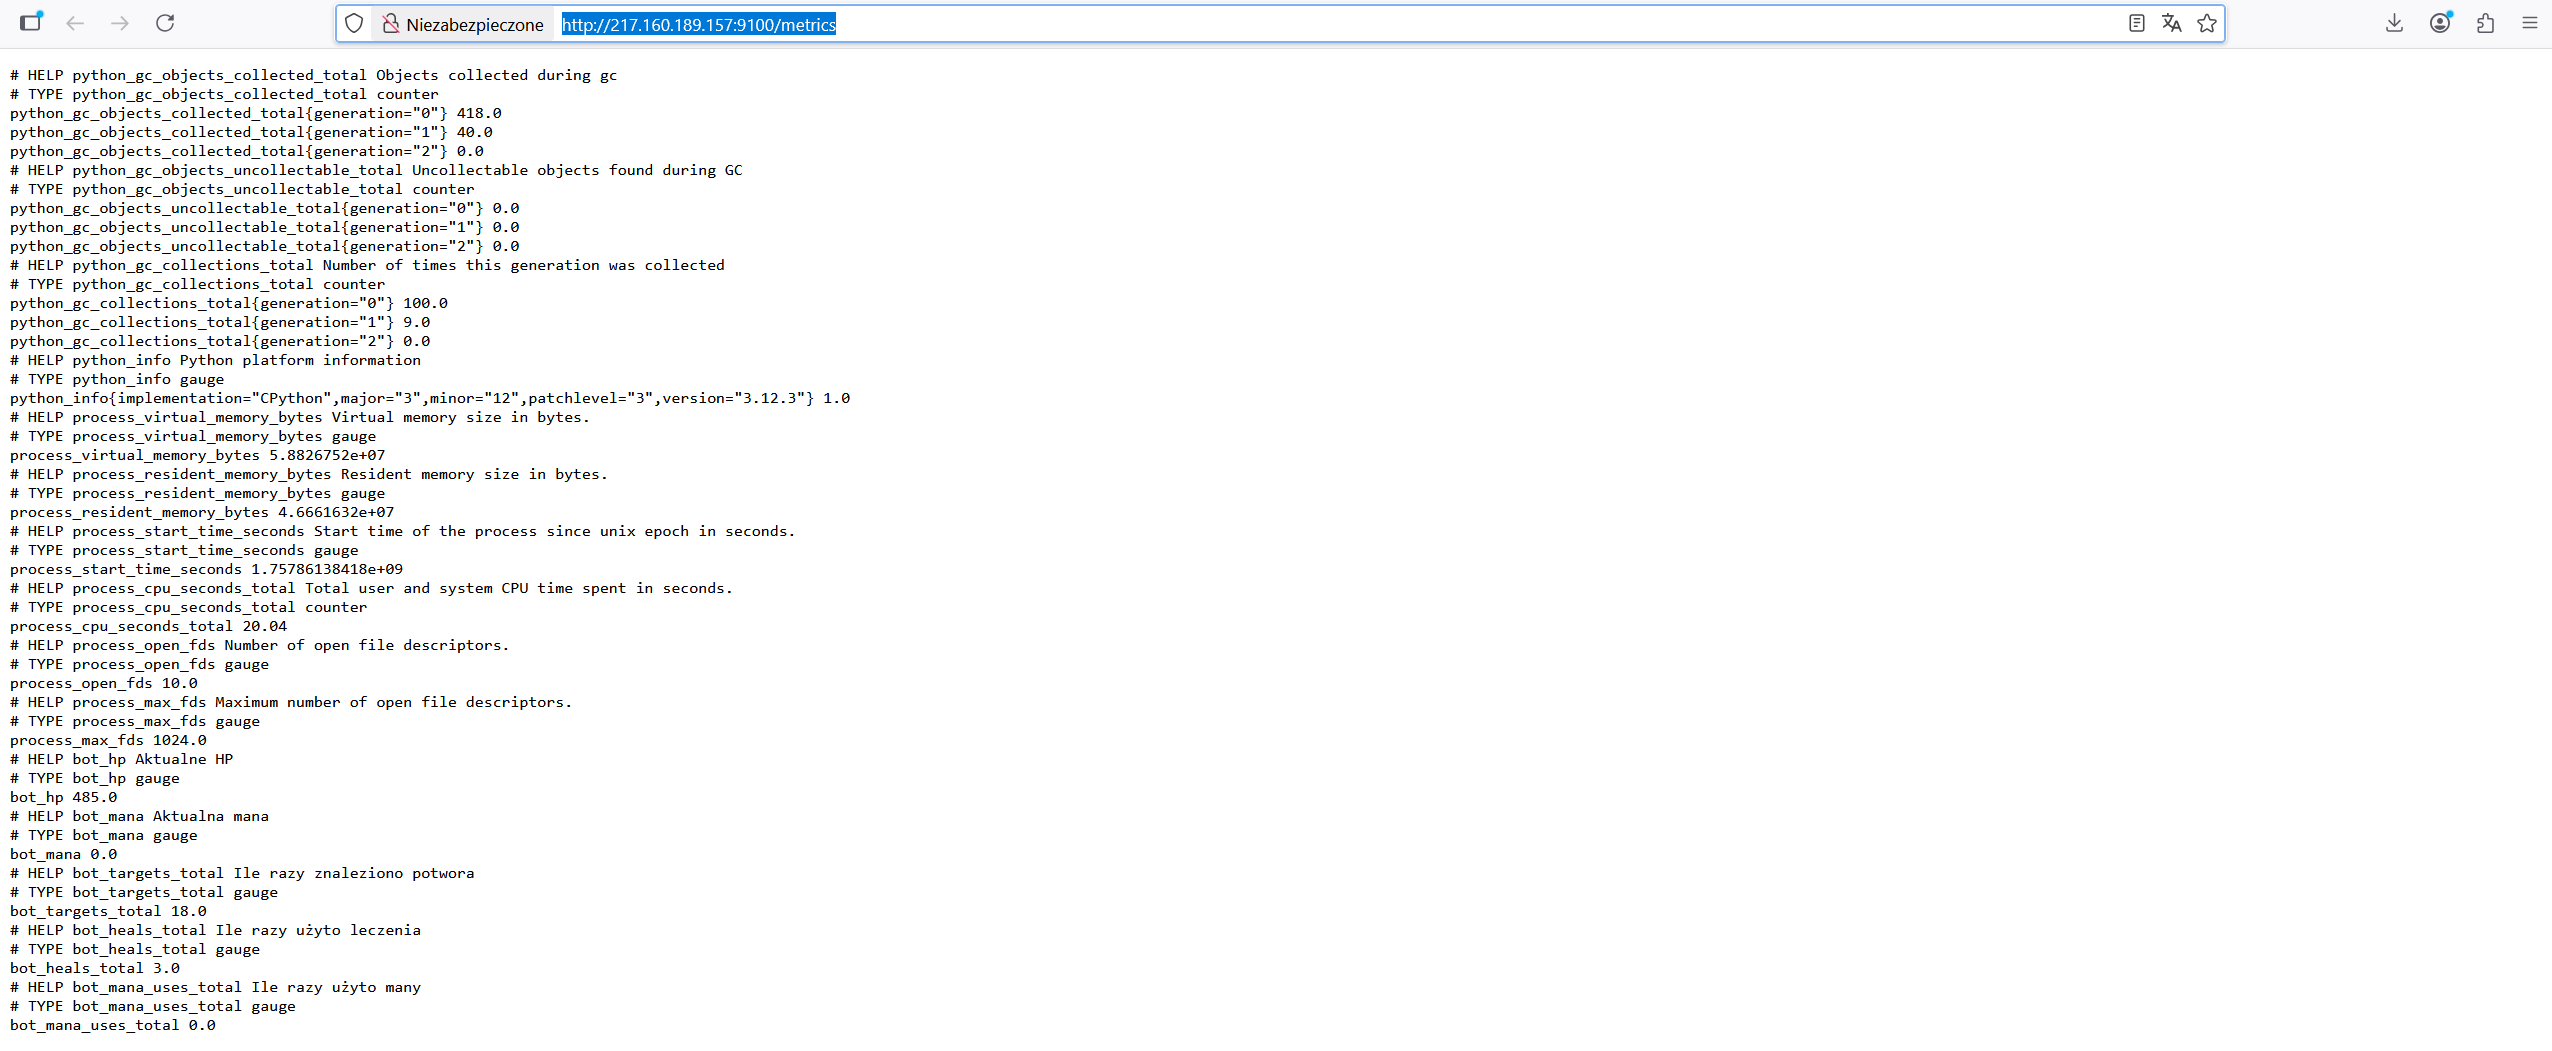 Niezabezpieczone http://217.160.189.157:9100/metrics
# HELP python_gc_objects_collected_total Objects collected during gc
# TYPE python_gc_objects_collected_total counter
python_gc_objects_collected_total{generation="0"} 418.0
python_gc_objects_collected_total{generation="1"} 40.0
python_gc_objects_collected_total{generation="2"} 0.0
# HELP python_gc_objects_uncollectable_total Uncollectable objects found during GC
# TYPE python_gc_objects_uncollectable_total counter
python_gc_objects_uncollectable_total{generation="0"} 0.0
python_gc_objects_uncollectable_total{generation="1"} 0.0
python_gc_objects_uncollectable_total{generation="2"} 0.0
# HELP python_gc_collections_total Number of times this generation was collected
# TYPE python_gc_collections_total counter
python_gc_collections_total{generation="0"} 100.0
python_gc_collections_total{generation="1"} 9.0
python_gc_collections_total{generation="2"} 0.0
# HELP python_info Python platform information
# TYPE python_info gauge
python_info{implementation="CPython",major="3",minor="12",patchlevel="3",version="3.12.3"} 1.0
# HELP process_virtual_memory_bytes Virtual memory size in bytes.
# TYPE process_virtual_memory_bytes gauge
process_virtual_memory_bytes 5.8826752e+07
# HELP process_resident_memory_bytes Resident memory size in bytes.
# TYPE process_resident_memory_bytes gauge
process_resident_memory_bytes 4.6661632e+07
# HELP process_start_time_seconds Start time of the process since unix epoch in seconds.
# TYPE process_start_time_seconds gauge
process_start_time_seconds 1.75786138418e+09
# HELP process_cpu_seconds_total Total user and system CPU time spent in seconds.
# TYPE process_cpu_seconds_total counter
process_cpu_seconds_total 20.04
# HELP process_open_fds Number of open file descriptors.
# TYPE process_open_fds gauge
process_open_fds 10.0
# HELP process_max_fds Maximum number of open file descriptors.
# TYPE process_max_fds gauge
process_max_fds 1024.0
# HELP bot_hp Aktualne HP
# TYPE bot_hp gauge
bot_hp 485.0
# HELP bot_mana Aktualna mana
# TYPE bot_mana gauge
bot_mana 0.0
# HELP bot_targets_total Ile razy znaleziono potwora
# TYPE bot_targets_total gauge
bot_targets_total 18.0
# HELP bot_heals_total Ile razy użyto leczenia
# TYPE bot_heals_total gauge
bot_heals_total 3.0
# HELP bot_mana_uses_total Ile razy użyto many
# TYPE bot_mana_uses_total gauge
bot_mana_uses_total 0.0